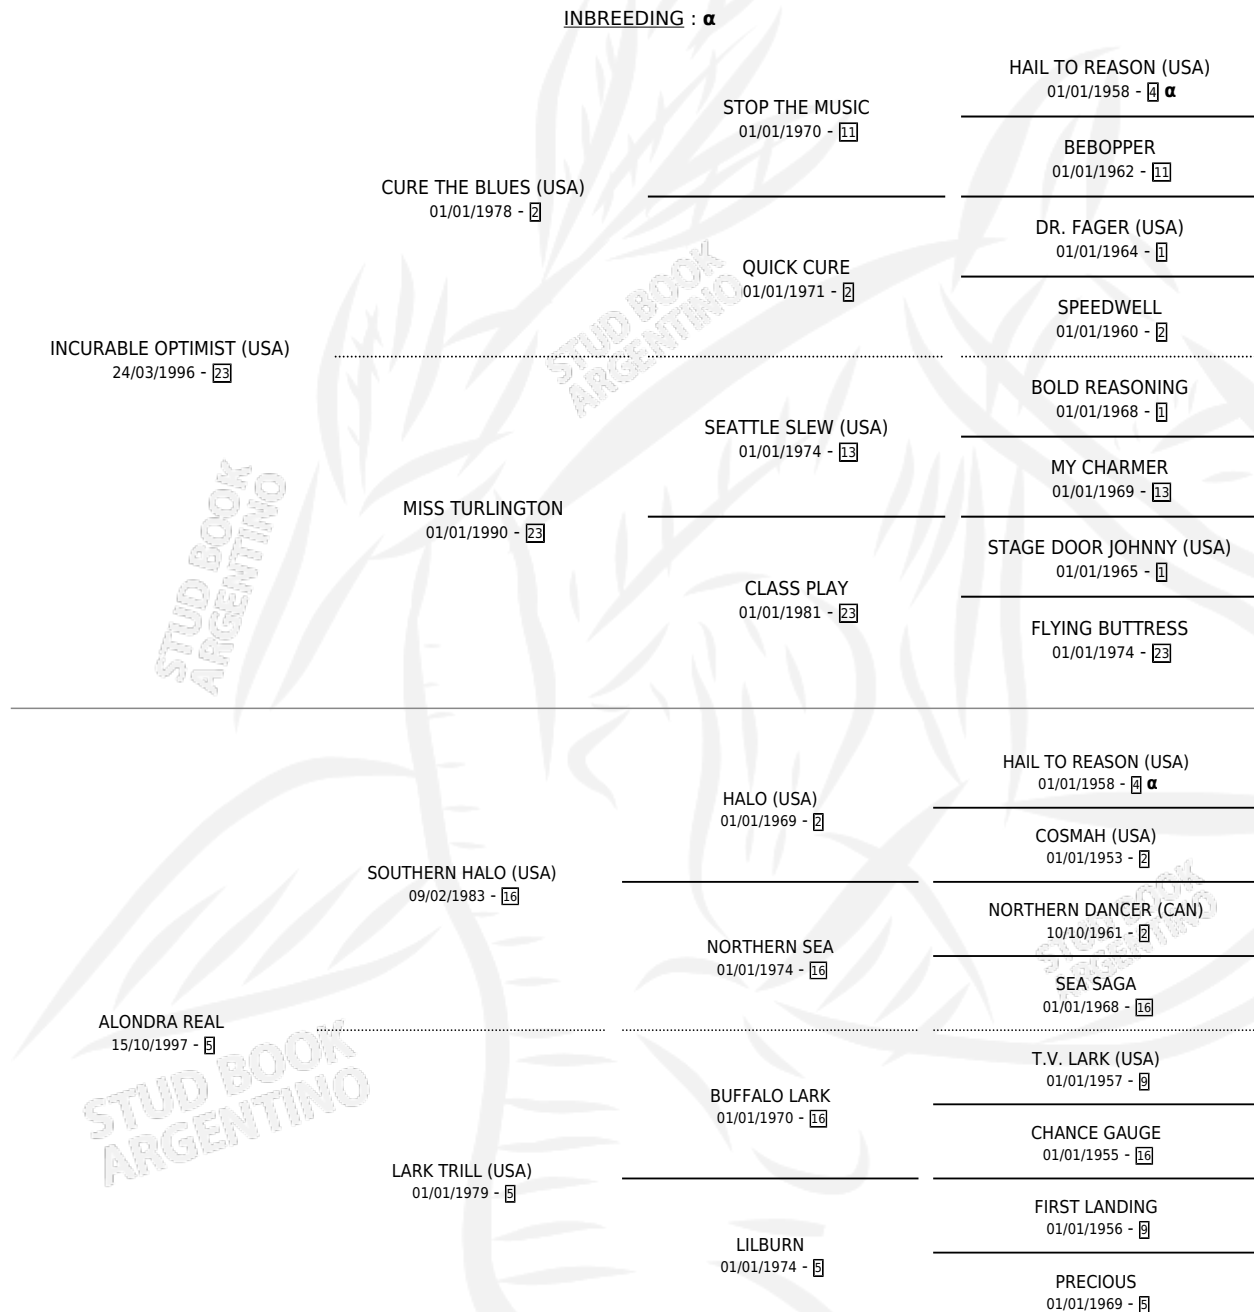 INBREEDING : α
HAIL TO REASON (USA)
01/01/1958 - 4 α
STOP THE MUSIC
01/01/1970 - 11
BEBOPPER
01/01/1962 - 11
CURE THE BLUES (USA)
01/01/1978 - 2
DR. FAGER (USA)
01/01/1964 - 1
QUICK CURE
01/01/1971 - 2
SPEEDWELL
01/01/1960 - 2
INCURABLE OPTIMIST (USA)
24/03/1996 - 23
BOLD REASONING
01/01/1968 - 1
SEATTLE SLEW (USA)
01/01/1974 - 13
MY CHARMER
01/01/1969 - 13
MISS TURLINGTON
01/01/1990 - 23
STAGE DOOR JOHNNY (USA)
01/01/1965 - 1
CLASS PLAY
01/01/1981 - 23
FLYING BUTTRESS
01/01/1974 - 23
HAIL TO REASON (USA)
01/01/1958 - 4 α
HALO (USA)
01/01/1969 - 2
COSMAH (USA)
01/01/1953 - 2
SOUTHERN HALO (USA)
09/02/1983 - 16
NORTHERN DANCER (CAN)
10/10/1961 - 2
NORTHERN SEA
01/01/1974 - 16
SEA SAGA
01/01/1968 - 16
ALONDRA REAL
15/10/1997 - 5
T.V. LARK (USA)
01/01/1957 - 9
BUFFALO LARK
01/01/1970 - 16
CHANCE GAUGE
01/01/1955 - 16
LARK TRILL (USA)
01/01/1979 - 5
FIRST LANDING
01/01/1956 - 9
LILBURN
01/01/1974 - 5
PRECIOUS
01/01/1969 - 5
STUD BOOK
ARGENTINO
STUD BOOK
ARGENTINO
STUD BOOK
ARGENTINO
STUD BOOK
ARGENTINO